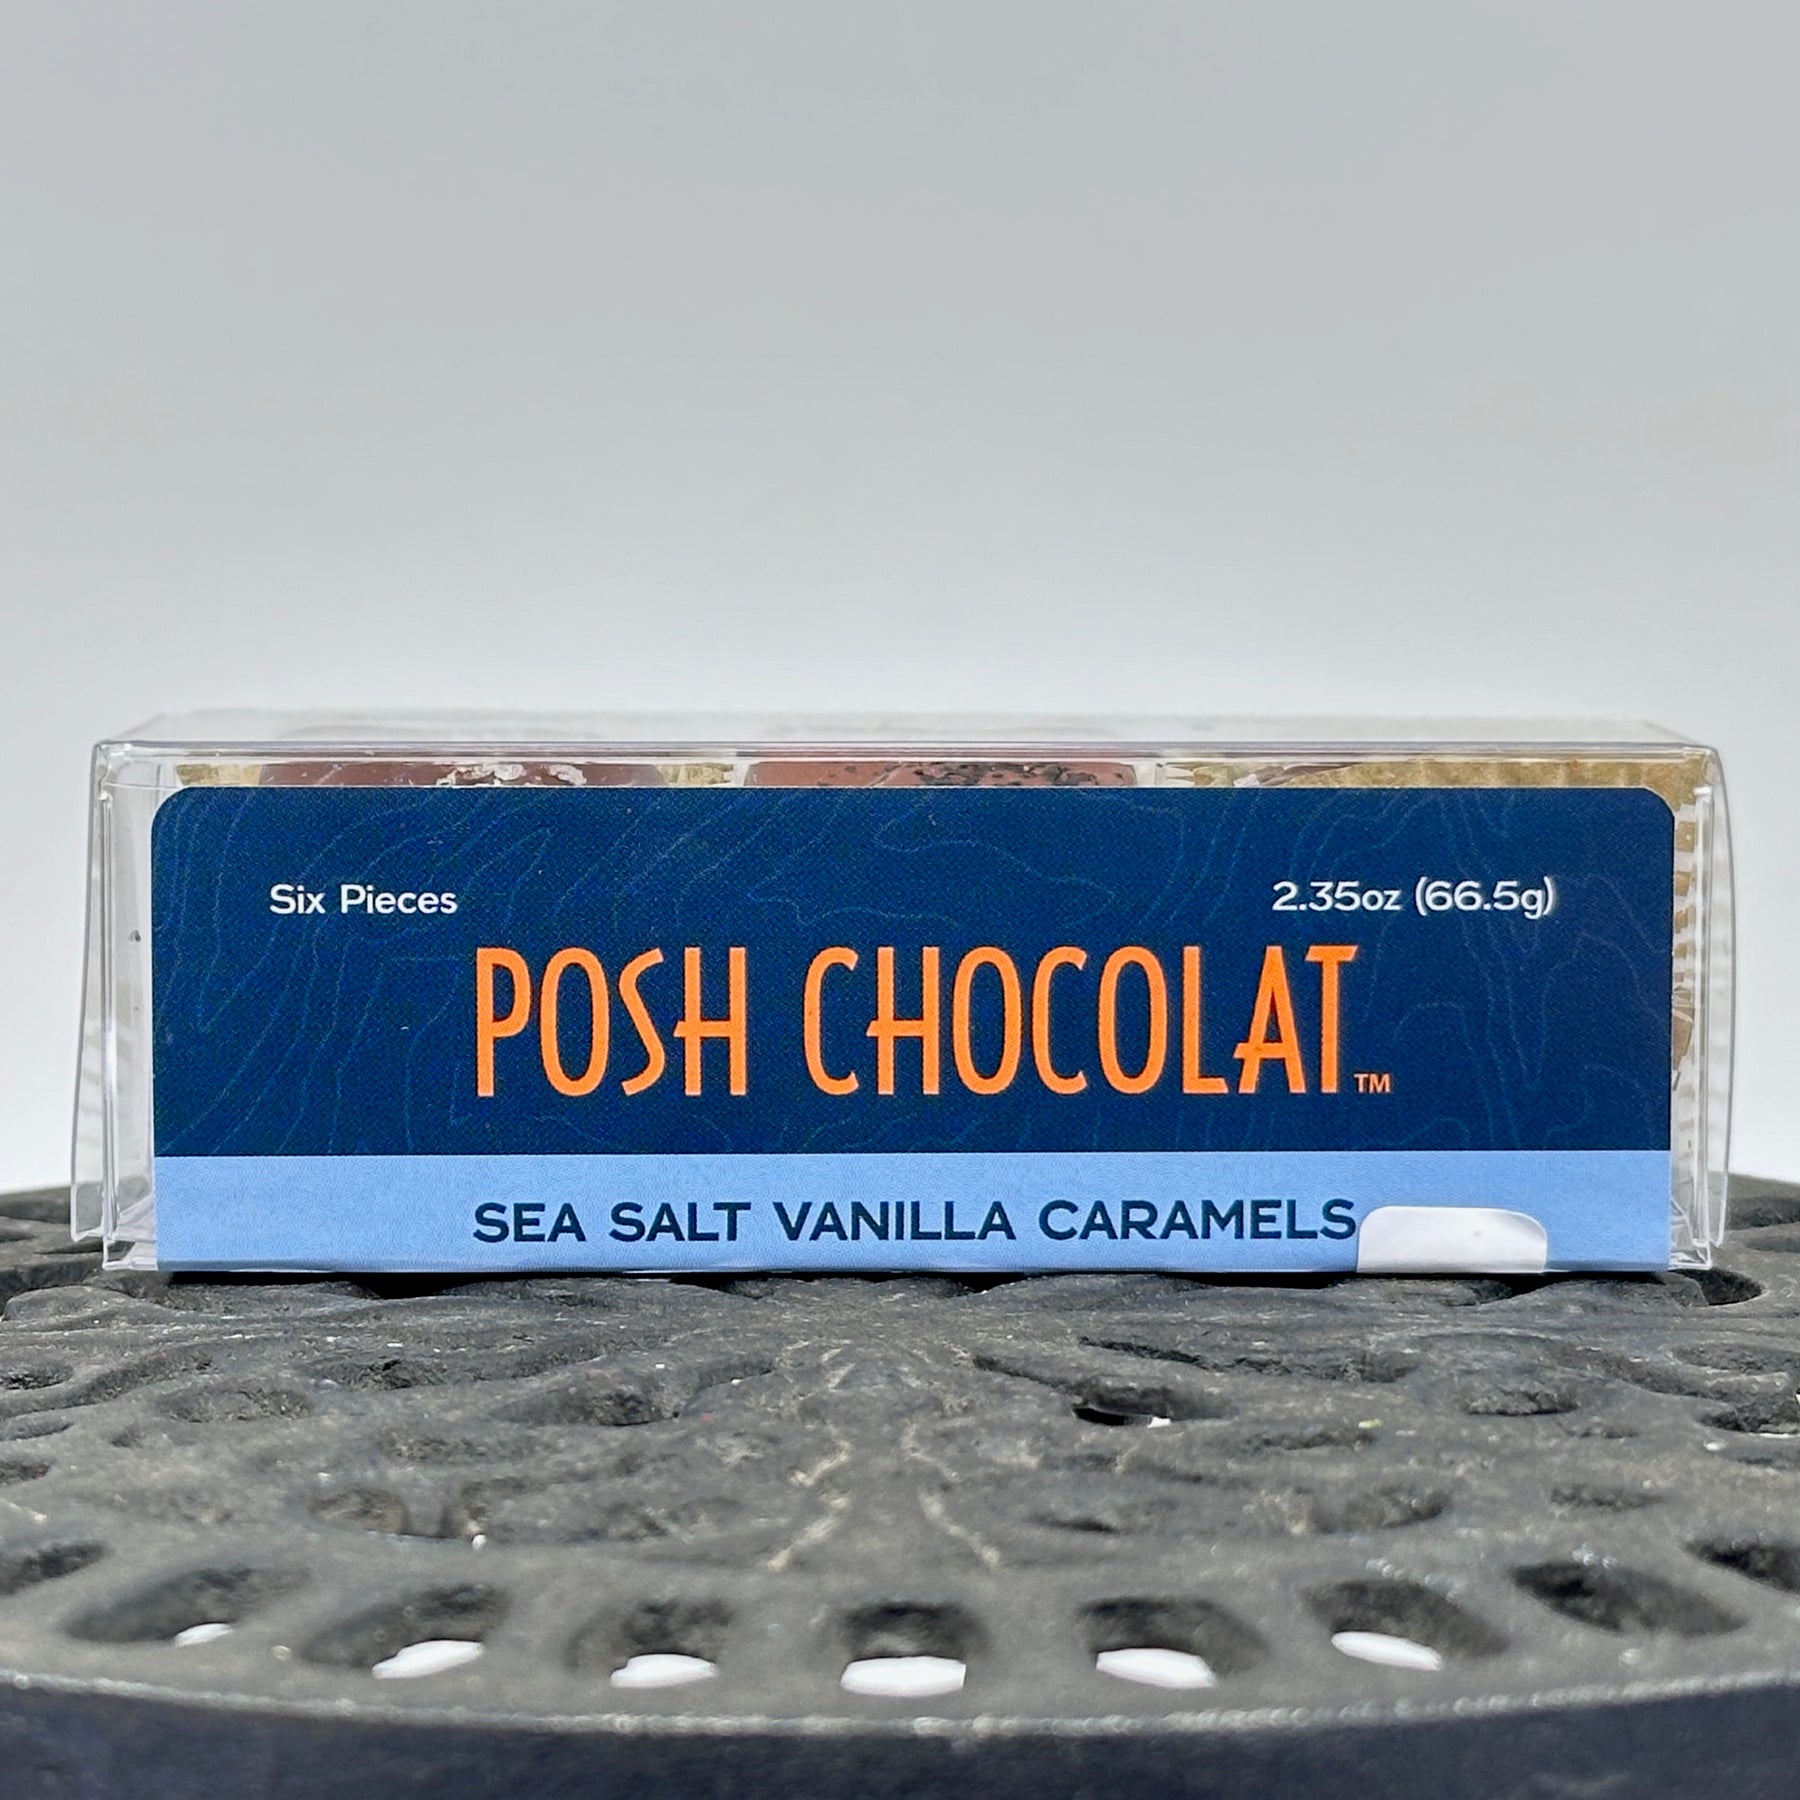 Six Pieces
2.35oz (66.5g)
POSH CHOCOLAT™
SEA SALT VANILLA CARAMELS